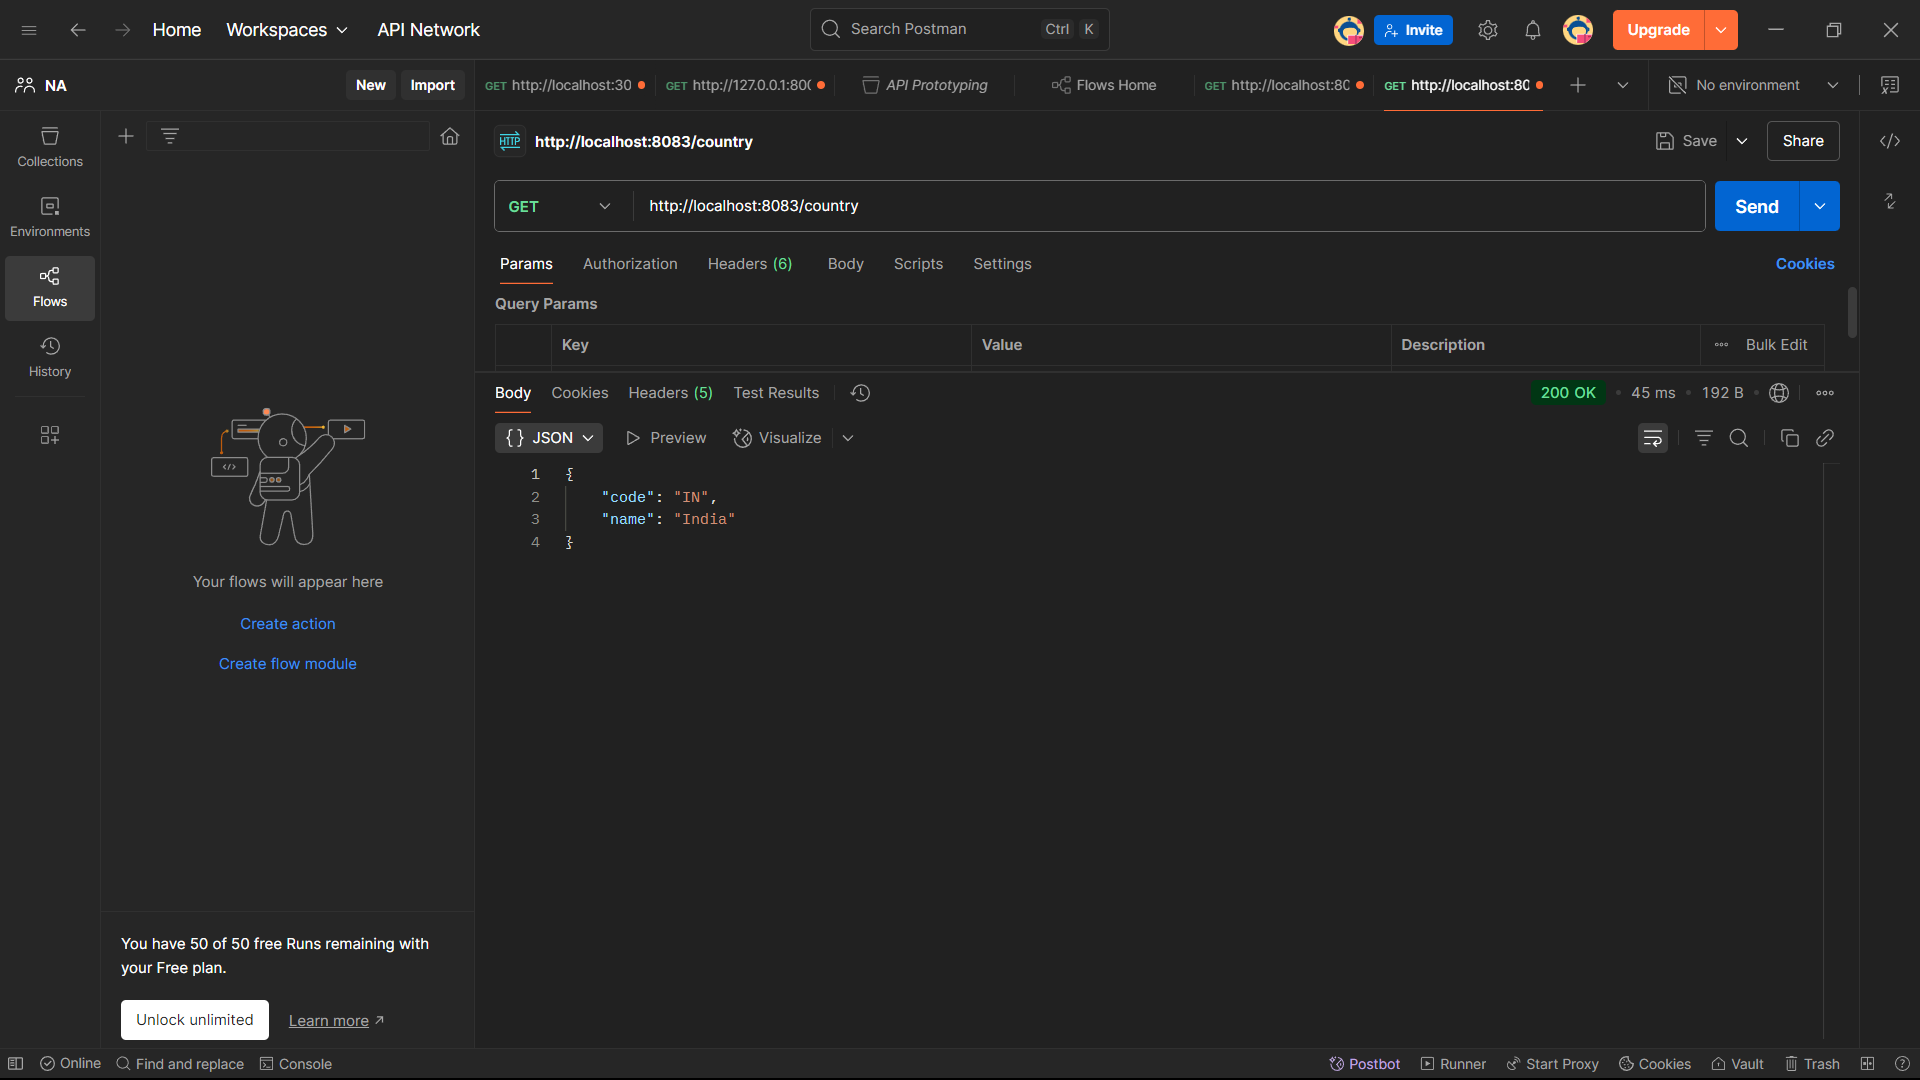 Home Workspaces API Network Search Postman Ctrl K Invite Upgrade
NA New Import GET http://localhost:30 GET http://127.0.0.1:800 API Prototyping Flows Home GET http://localhost:80 GET http://localhost:80 No environment
Collections
Environments
Flows
History
HTTP http://localhost:8083/country Save Share
GET http://localhost:8083/country Send
Params Authorization Headers (6) Body Scripts Settings Cookies
Query Params
Key Value Description Bulk Edit
Body Cookies Headers (5) Test Results 200 OK 45 ms 192 B
{} JSON Preview Visualize
1 {
2 "code": "IN",
3 "name": "India"
4 }
Your flows will appear here
Create action
Create flow module
You have 50 of 50 free Runs remaining with
your Free plan.
Unlock unlimited Learn more
Online Find and replace Console Postbot Runner Start Proxy Cookies Vault Trash